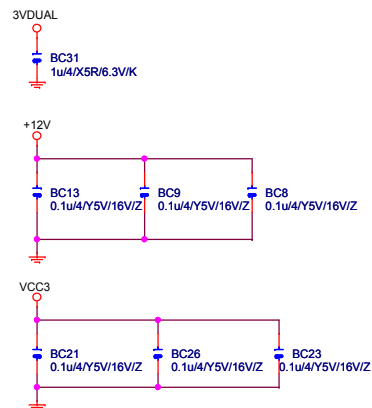 3VDUAL
BC31
1u/4/X5R/6.3V/K
+12V
BC13 BC9 BC8
0.1u/4/Y5V/16V/Z 0.1u/4/Y5V/16V/Z 0.1u/4/Y5V/16V/Z
VCC3
BC21 BC26 BC23
0.1u/4/Y5V/16V/Z 0.1u/4/Y5V/16V/Z 0.1u/4/Y5V/16V/Z